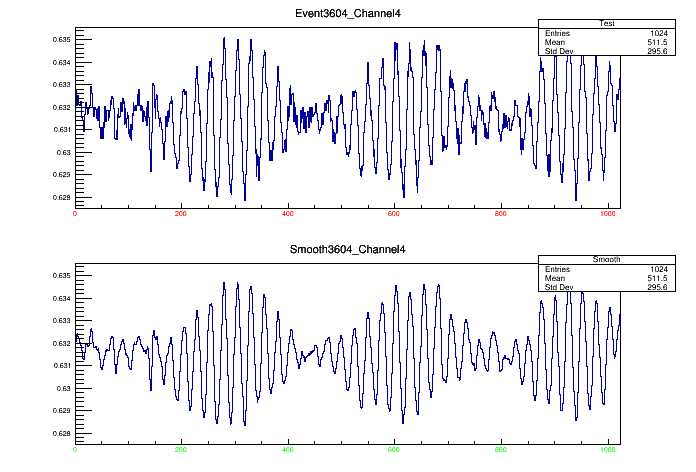 Event3604_Channel4
Test
Entries 1024
Mean 511.5
Std Dev 295.6
0.635
0.634
0.633
0.632
0.631
0.63
0.629
0.628
0 200 400 600 800 1000
Smooth3604_Channel4
Smooth
Entries 1024
Mean 511.5
Std Dev 295.6
0.635
0.634
0.633
0.632
0.631
0.63
0.629
0.628
0 200 400 600 800 1000